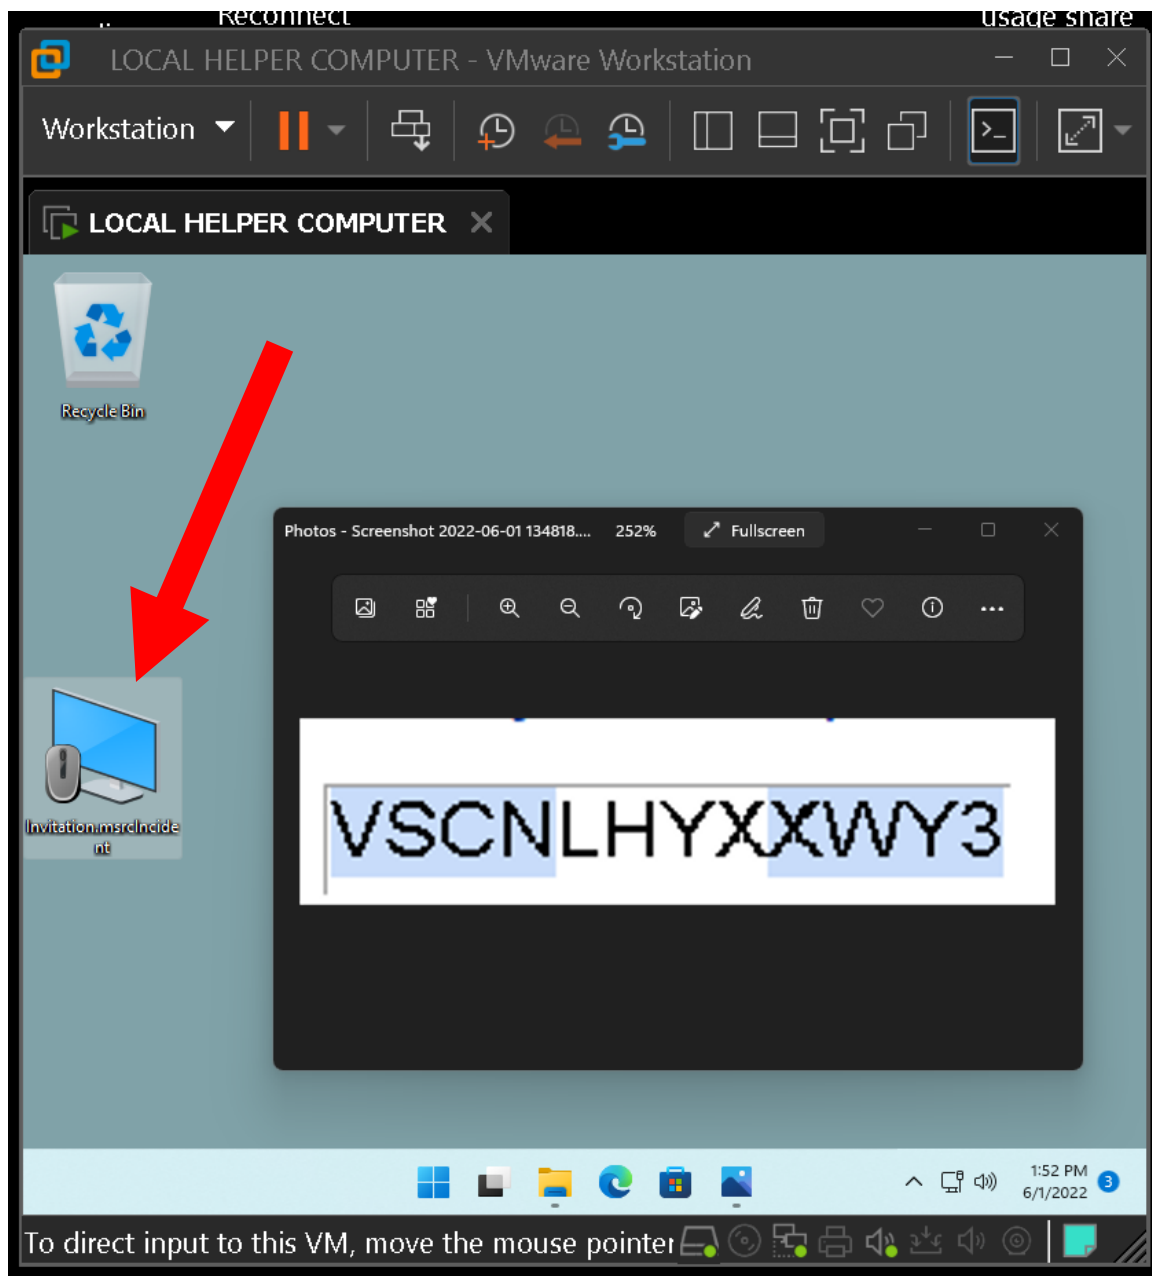 Reconnect
usage share
LOCAL HELPER COMPUTER - VMware Workstation
Workstation
LOCAL HELPER COMPUTER
Recycle Bin
Photos - Screenshot 2022-06-01 134818.... 252% Fullscreen
VSCNLHYXXWY3
Invitation.msrcIncide
nt
1:52 PM
6/1/2022
3
To direct input to this VM, move the mouse pointer